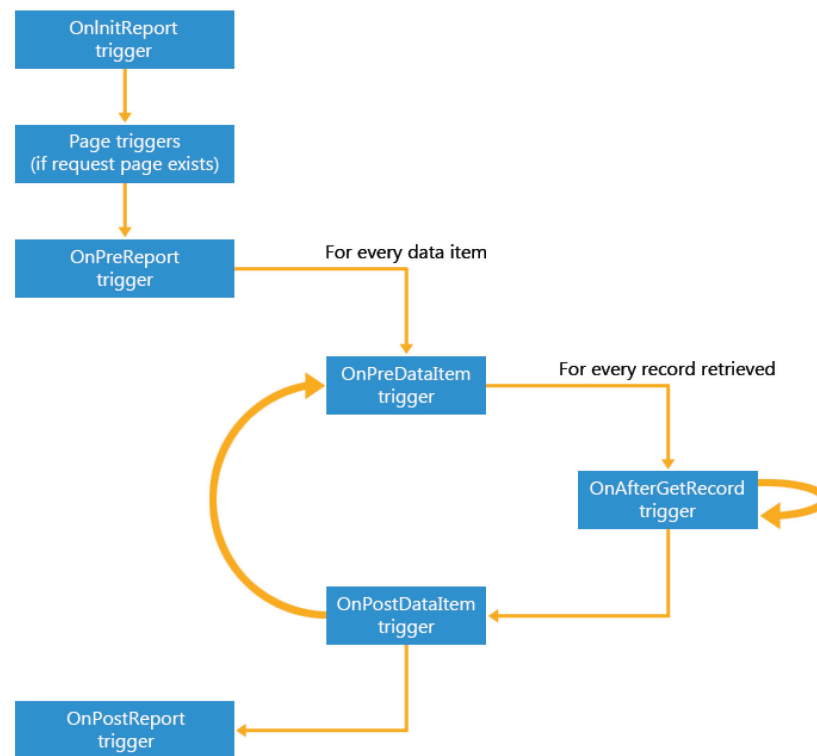 OnInitReport
trigger
Page triggers
(if request page exists)
OnPreReport
trigger
For every data item
OnPreDataItem
trigger
For every record retrieved
OnAfterGetRecord
trigger
OnPostDataItem
trigger
OnPostReport
trigger